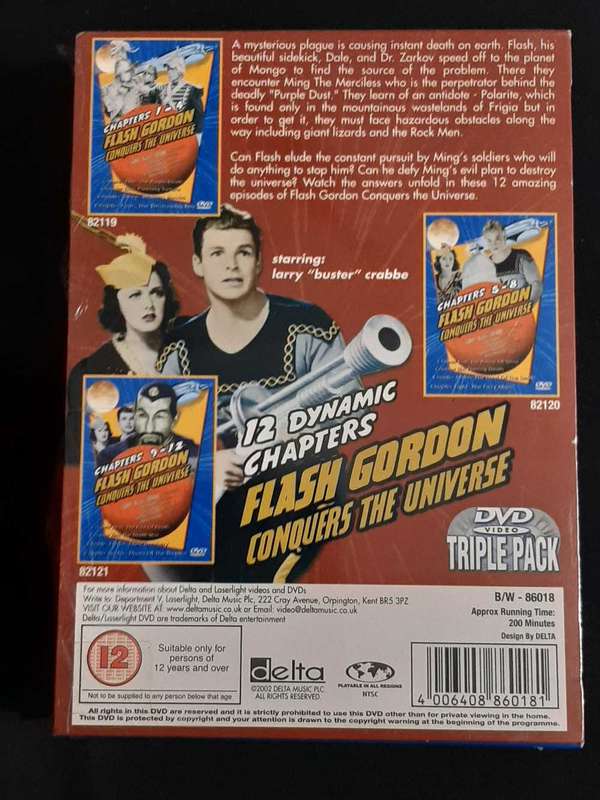 A mysterious plague is causing instant death on earth. Flash, his
beautiful sidekick, Dale, and Dr. Zarkov speed off to the planet
of Mongo to find the source of the problem. There they
encounter Ming The Merciless who is the perpetrator behind the
deadly "Purple Dust." They learn of an antidote - Polarite, which
is found only in the mountainaus wastelands of Frigia but in
order to get it, they must face hazardous obstacles along the
way including giant lizards and the Rock Men.
Can Flash elude the constant pursuit by Ming's soldiers who will
do anything to stop him? Can he defy Ming's evil plan to destroy
the universe? Watch the answers unfold in these 12 amazing
episodes of Flash Gordon Conquers the Universe.
CHAPTERS 1-4
FLASH GORDON
CONQUERS THE UNIVERSE
DVD
82119
starring:
larry "buster" crabbe
CHAPTERS 5-8
FLASH GORDON
CONQUERS THE UNIVERSE
DVD
82120
CHAPTERS 9-12
FLASH GORDON
CONQUERS THE UNIVERSE
DVD
82121
12 DYNAMIC
CHAPTERS
FLASH GORDON
CONQUERS THE UNIVERSE
DVD
VIDEO
TRIPLE PACK
For more information about Delta and Laserlight videos and DVDs
Write to: Department V, Laserlight, Delta Music Plc, 222 Cray Avenue, Orpington, Kent BR5 3PZ
VISIT OUR WEBSITE AT: www.deltamusic.co.uk or Email: video@deltamusic.co.uk
Delta/Laserlight DVD are trademarks of Delta entertainment
B/W - 86018
Approx Running Time:
200 Minutes
Design By DELTA
12
Suitable only for
persons of
12 years and over
Not to be supplied to any person below that age
delta
©2002 DELTA MUSIC PLC
ALL RIGHTS RESERVED
PLAYABLE IN ALL REGIONS
NTSC
4 006408 860181
All rights in this DVD are reserved and it is strictly prohibited to use this DVD other than for private viewing in the home.
This DVD is protected by copyright and your attention is drawn to the copyright warning at the beginning of the programme.